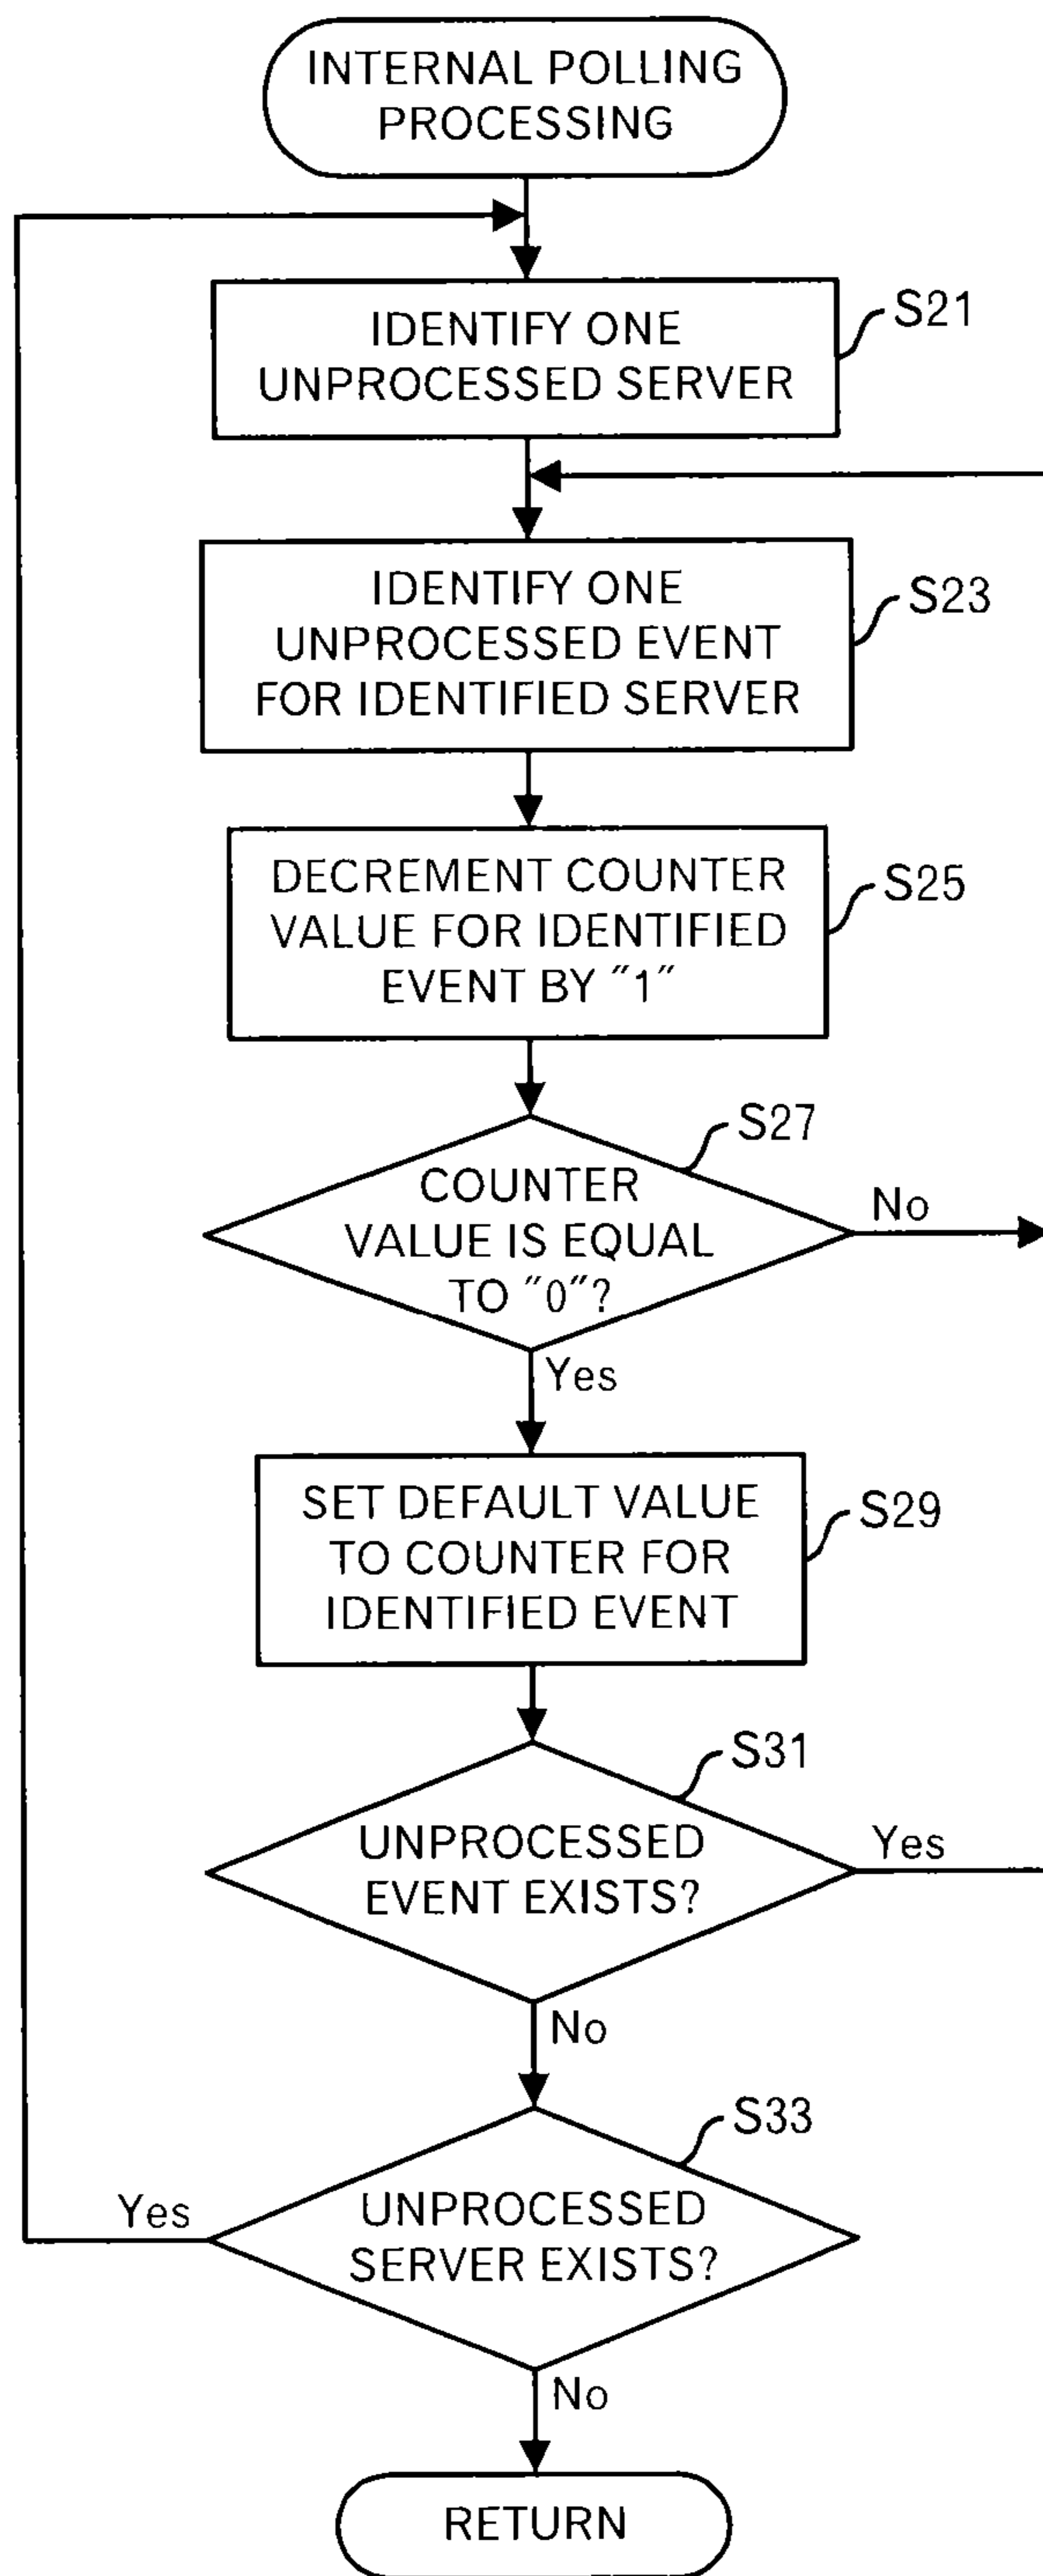 INTERNAL POLLING
PROCESSING
IDENTIFY ONE
UNPROCESSED SERVER
S21
IDENTIFY ONE
UNPROCESSED EVENT
FOR IDENTIFIED SERVER
S23
DECREMENT COUNTER
VALUE FOR IDENTIFIED
EVENT BY "1"
S25
COUNTER
VALUE IS EQUAL
TO "0"?
S27
No
Yes
SET DEFAULT VALUE
TO COUNTER FOR
IDENTIFIED EVENT
S29
UNPROCESSED
EVENT EXISTS?
S31
Yes
No
UNPROCESSED
SERVER EXISTS?
S33
Yes
No
RETURN